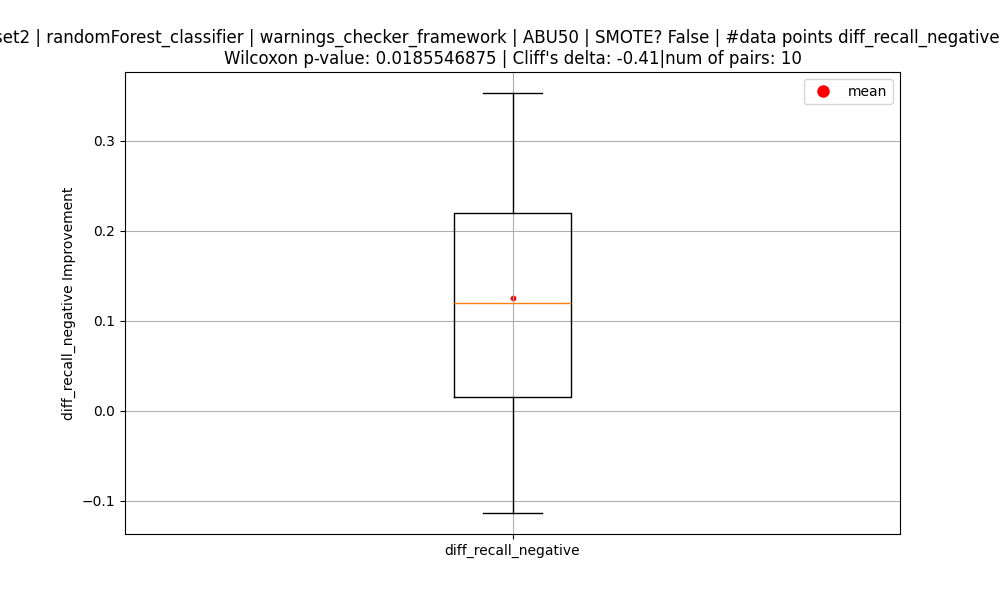 set2 | randomForest_classifier | warnings_checker_framework | ABU50 | SMOTE? False | #data points diff_recall_negative
Wilcoxon p-value: 0.0185546875 | Cliff's delta: -0.41|num of pairs: 10
mean
0.3
0.2
0.1
0.0
−0.1
diff_recall_negative Improvement
diff_recall_negative